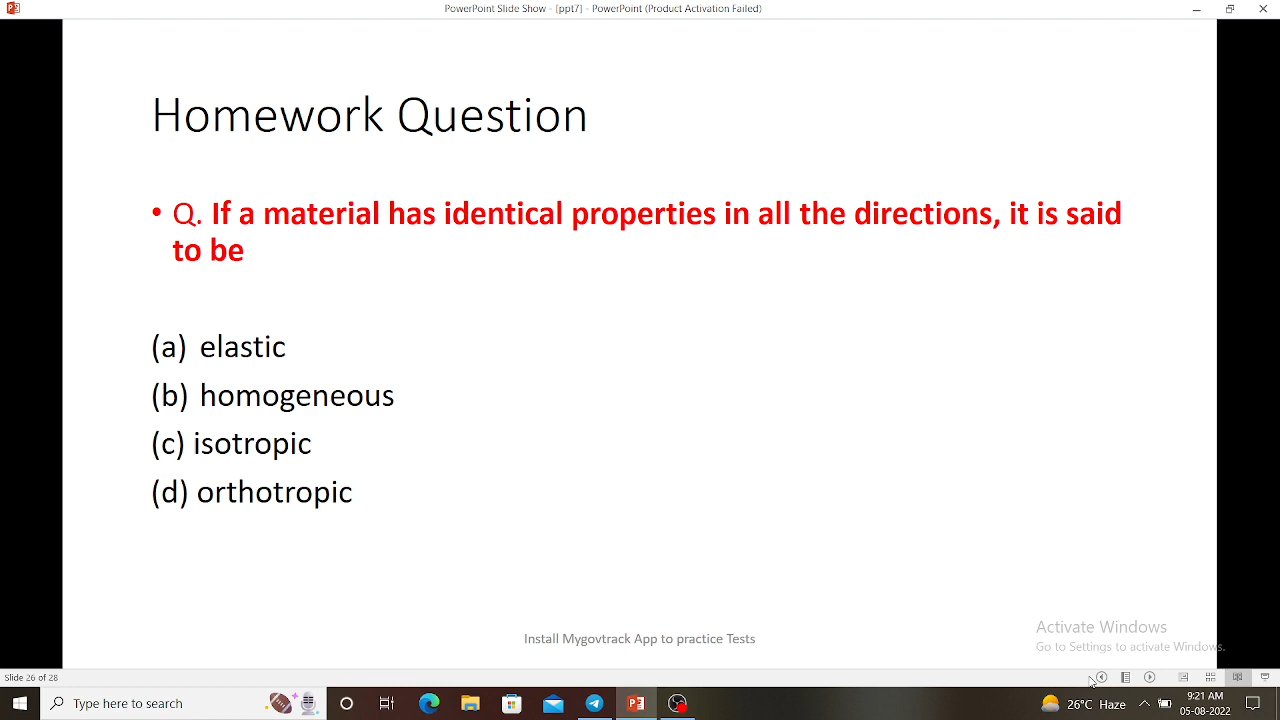 PowerPoint Slide Show - [ppt7] - PowerPoint (Product Activation Failed)
Homework Question
• Q. If a material has identical properties in all the directions, it is said
to be
(a) elastic
(b) homogeneous
(c) isotropic
(d) orthotropic
Install Mygovtrack App to practice Tests
Activate Windows
Go to Settings to activate Windows.
Slide 26 of 28
Type here to search
26°C Haze
9:21 AM
05-08-2022